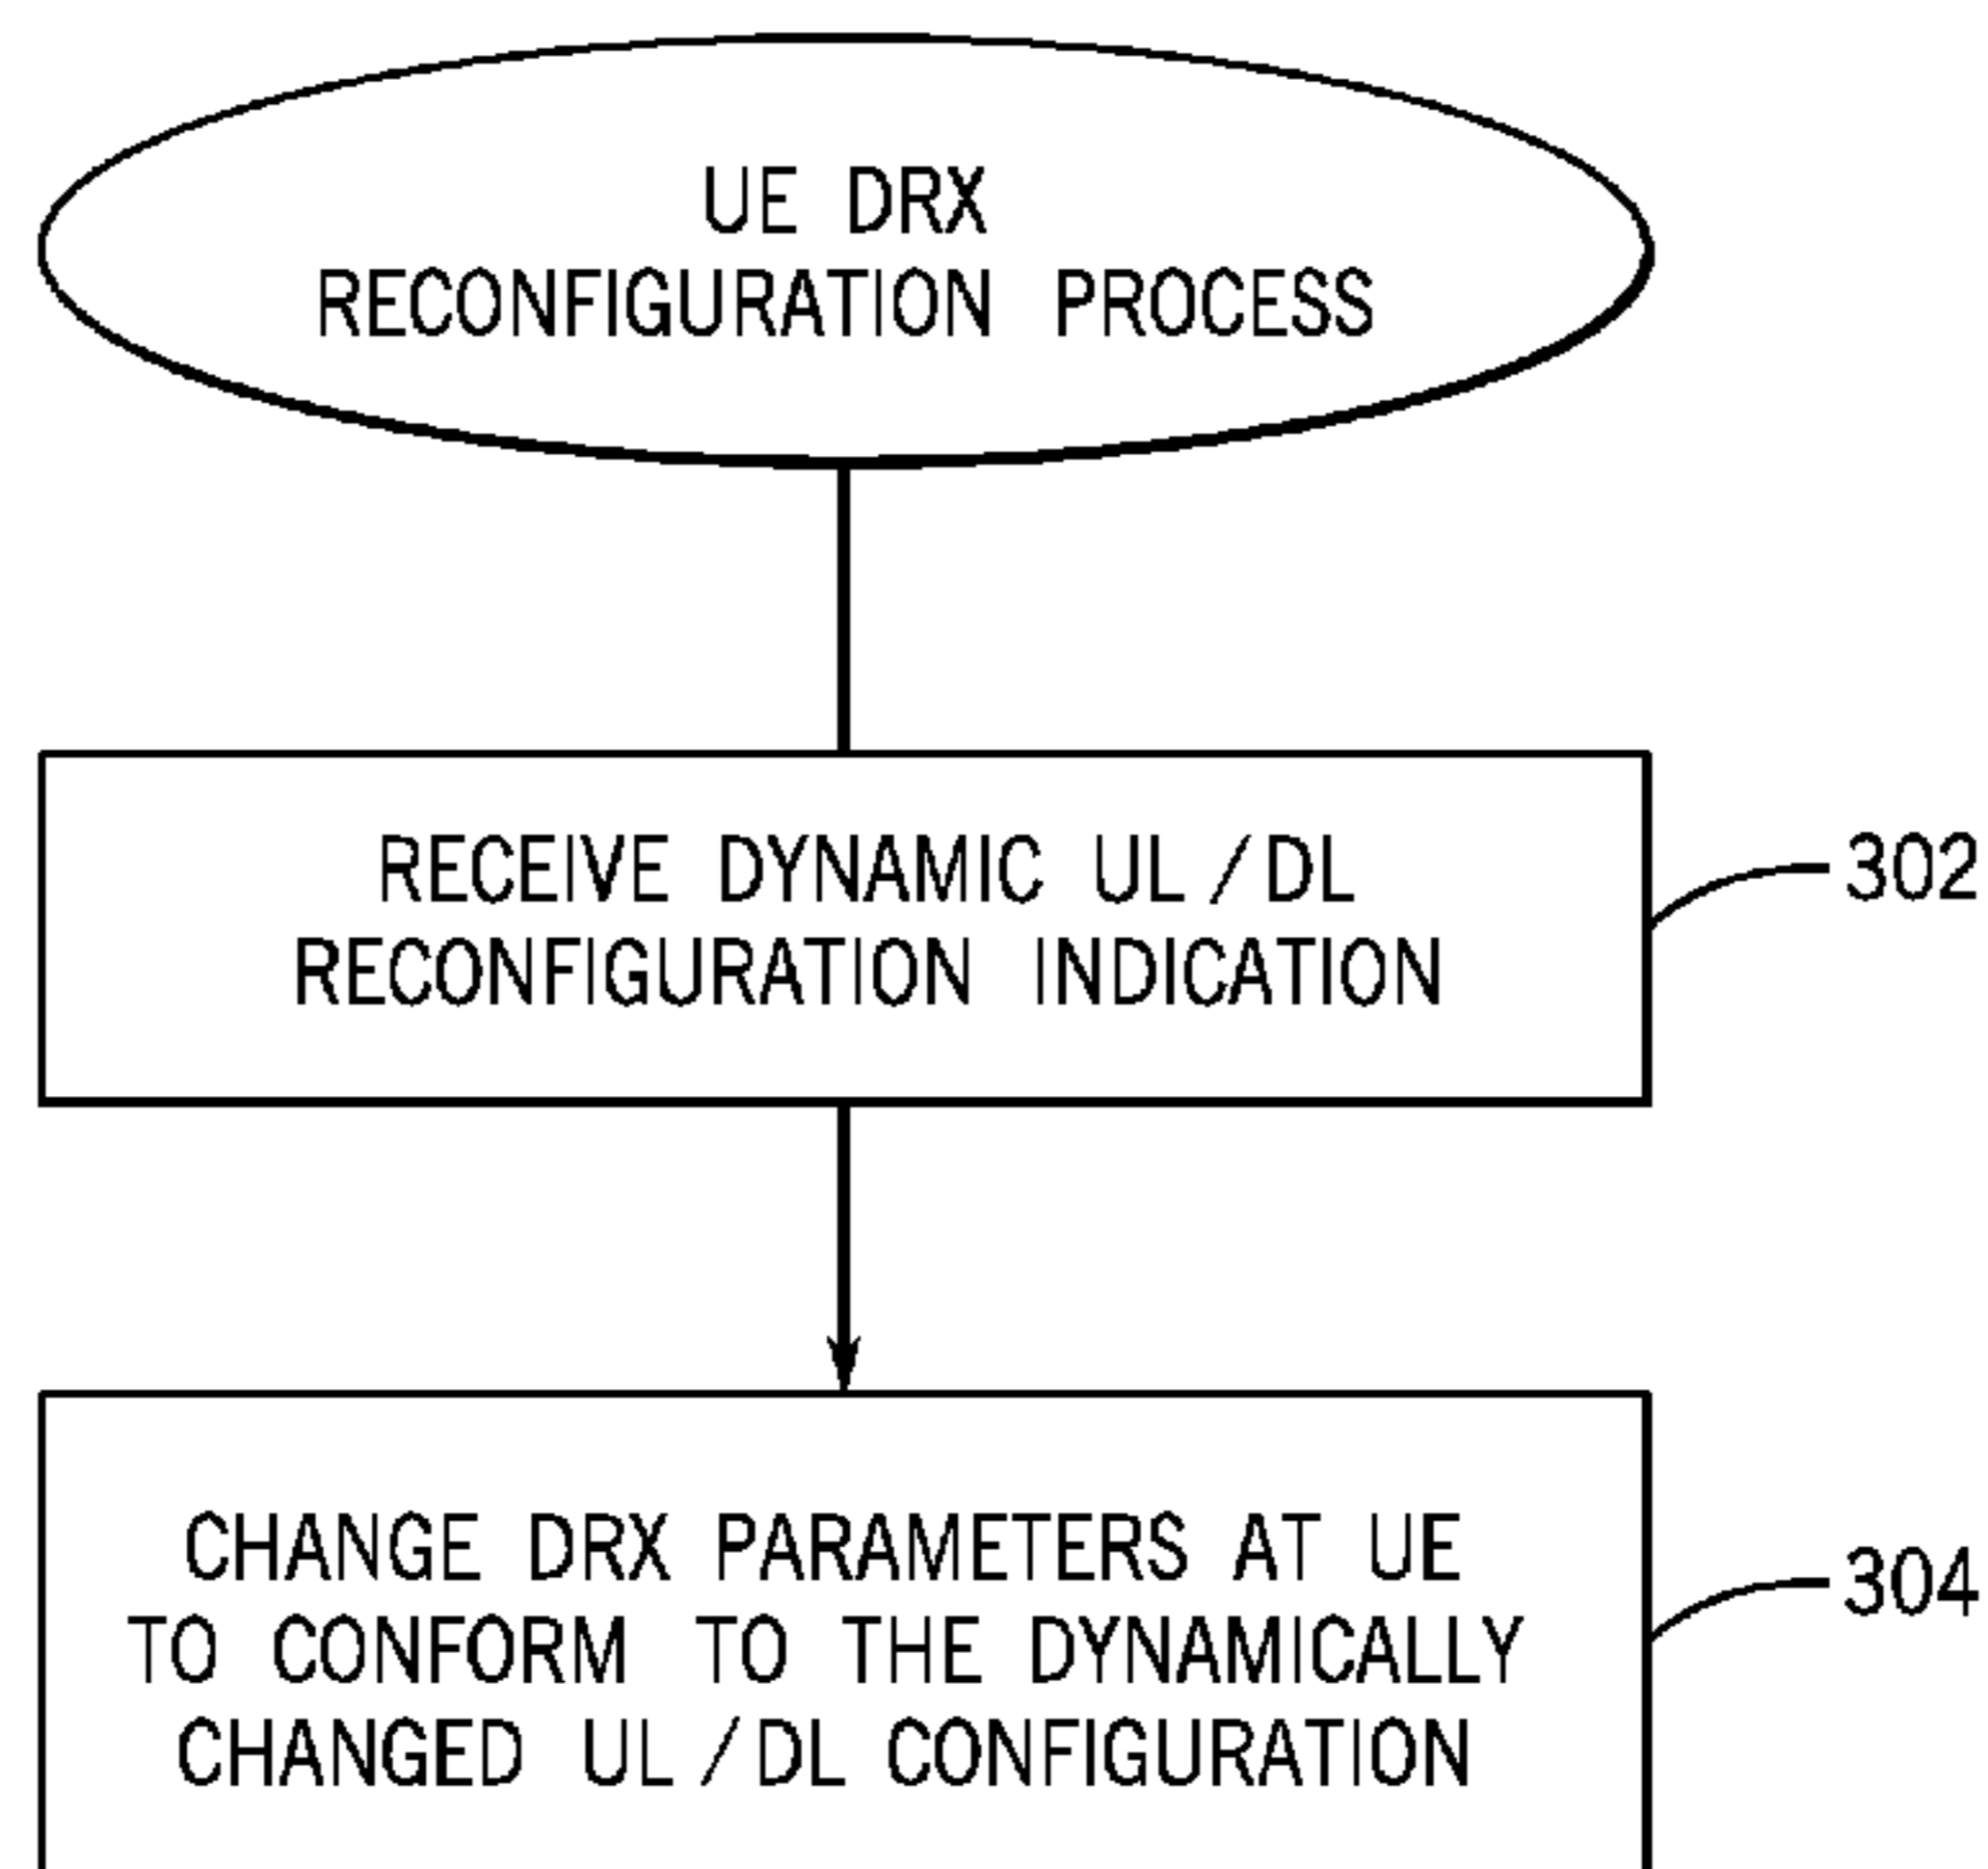 UE DRX
RECONFIGURATION PROCESS
RECEIVE DYNAMIC UL/DL
RECONFIGURATION INDICATION
302
CHANGE DRX PARAMETERS AT UE
TO CONFORM TO THE DYNAMICALLY
CHANGED UL/DL CONFIGURATION
304